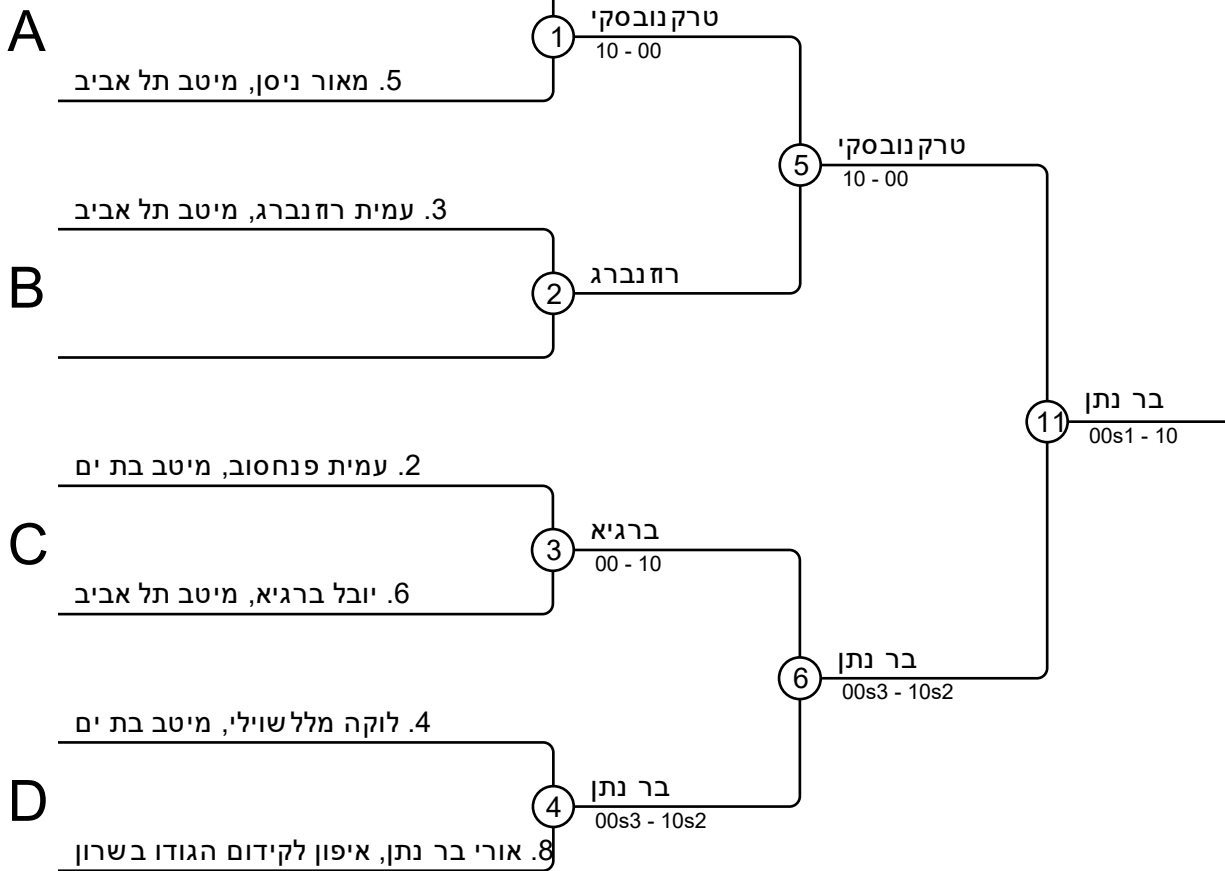 A
1
טרקנובסקי
10 - 00
5. מאור ניסן, מיטב תל אביב
5
טרקנובסקי
10 - 00
3. עמית רוזנברג, מיטב תל אביב
B
2
רוזנברג
11
בר נתן
00s1 - 10
2. עמית פנחסוב, מיטב בת ים
C
3
ברגיא
00 - 10
6. יובל ברגיא, מיטב תל אביב
6
בר נתן
00s3 - 10s2
4. לוקה מללשוילי, מיטב בת ים
D
4
בר נתן
00s3 - 10s2
8. אורי בר נתן, איפון לקידום הגודו בשרון